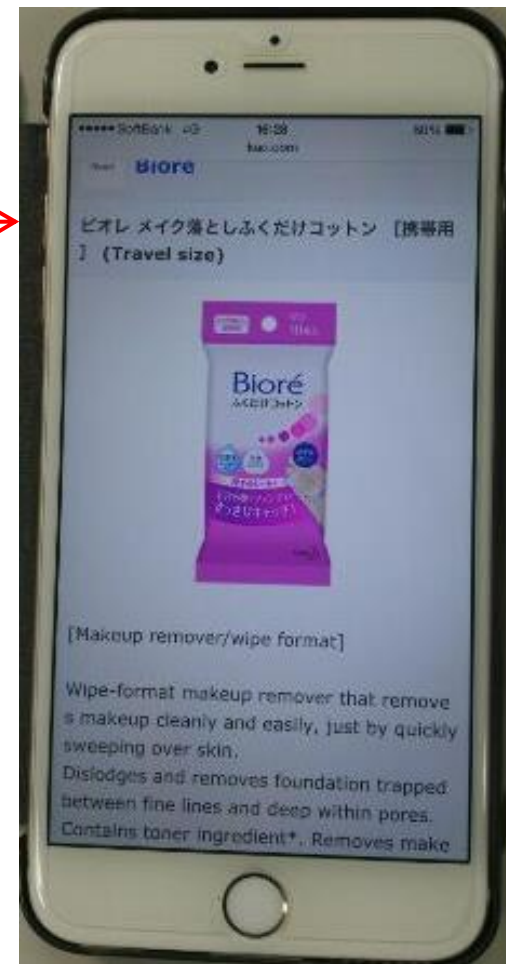 SoftBank 16:28
Bioré
ビオレ メイク落としふくだけコットン [携帯用
] (Travel size)
Bioré
ふくだけコットン
[Makeup remover/wipe format]
Wipe-format makeup remover that remove
s makeup cleanly and easily, just by quickly
sweeping over skin.
Dislodges and removes foundation trapped
between fine lines and deep within pores.
Contains toner ingredient*. Removes make